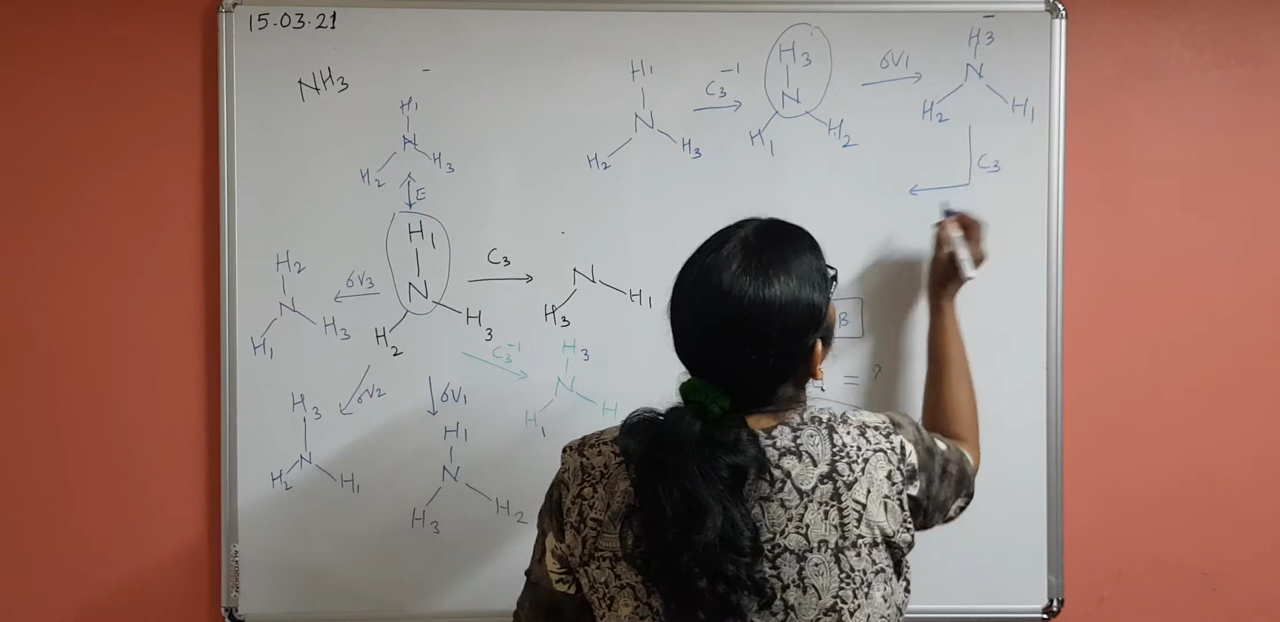 15.03.21
NH3
H1
N
H2 H3
E
H1
N
H2 H3
C3
N
H3 H1
σV3
H2
N
H1 H3
σV2
H3
N
H2 H1
σV1
H1
N
H3 H2
C3⁻¹
H3
N
H1 H
H1
N
H2 H3
C3⁻¹
H3
N
H1 H2
σV1
H3
N
H2 H1
C3
B
= ?